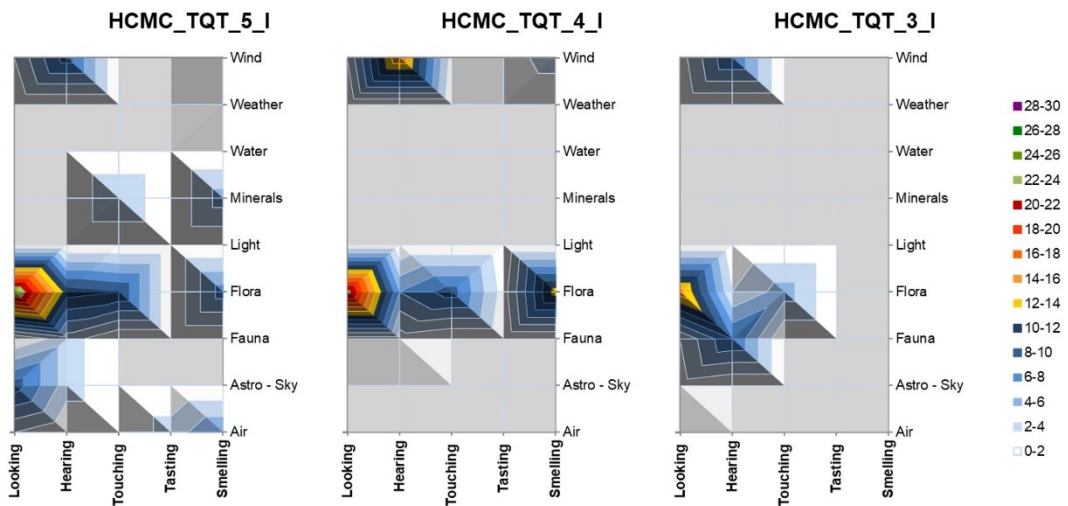 HCMC_TQT_5_I
HCMC_TQT_4_I
HCMC_TQT_3_I
Wind
Weather
Water
Minerals
Light
Flora
Fauna
Astro - Sky
Air
Looking
Hearing
Touching
Tasting
Smelling
Wind
Weather
Water
Minerals
Light
Flora
Fauna
Astro - Sky
Air
Looking
Hearing
Touching
Tasting
Smelling
Wind
Weather
Water
Minerals
Light
Flora
Fauna
Astro - Sky
Air
Looking
Hearing
Touching
Tasting
Smelling
28-30
26-28
24-26
22-24
20-22
18-20
16-18
14-16
12-14
10-12
8-10
6-8
4-6
2-4
0-2